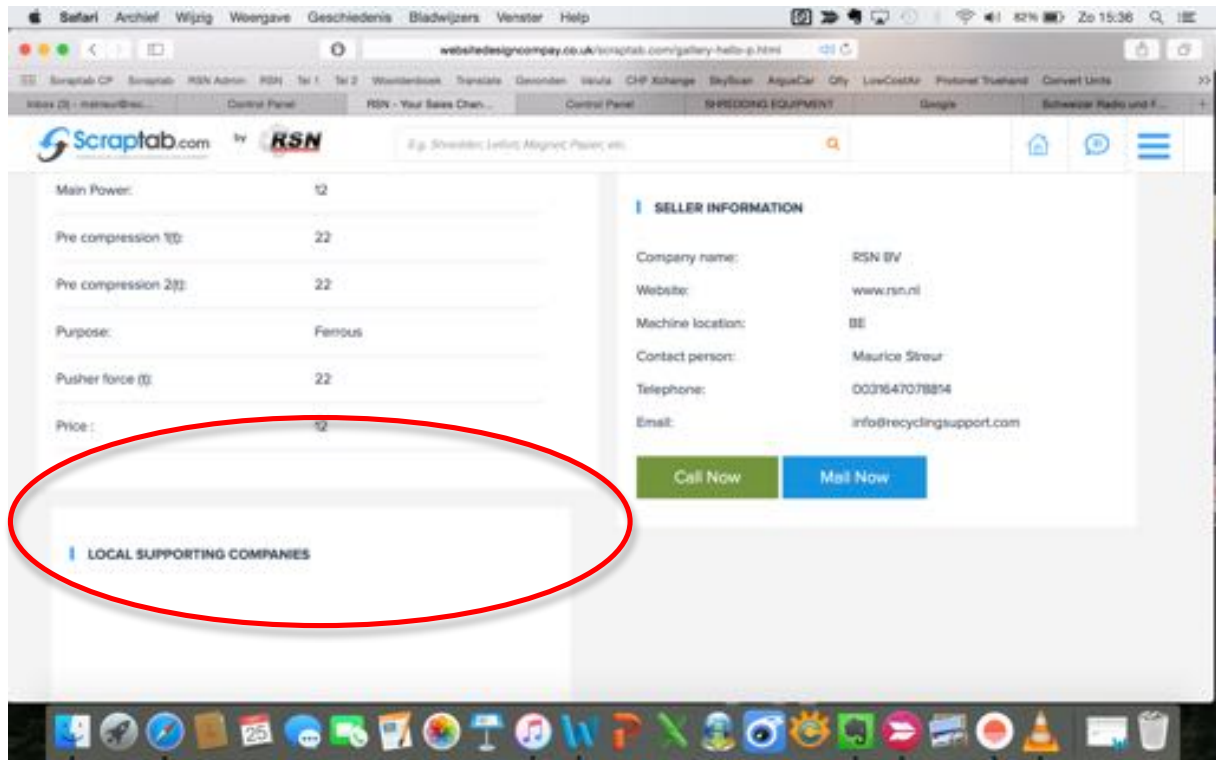 Safari Archief Wijzig Weergave Geschiedenis Bladwijzers Venster Help 82% Zo 15:36
websitedesigncompay.co.uk/scraptab.com/gallery-hello-p.html
Scraptab CP Scraptab RSN Admin RSN Tel 1 Tel 2 Woordenboek Translate Gevonden Vanula CHF Xchange SkyScan Qfly LowCostAir Convert Units
Control Panel RSN - Your Sales Chan... Control Panel SHREDDING EQUIPMENT Google Schweizer Radio und F...
Scraptab.com by RSN E.g. Shredder, Lefort, Magnet, Paper, etc.
Main Power: 12
Pre compression 1(t): 22
Pre compression 2(t): 22
Purpose: Ferrous
Pusher force (t): 22
Price : 12
LOCAL SUPPORTING COMPANIES
SELLER INFORMATION
Company name: RSN BV
Website: www.rsn.nl
Machine location: BE
Contact person: Maurice Streur
Telephone: 0031647078814
Email: info@recyclingsupport.com
Call Now Mail Now
25